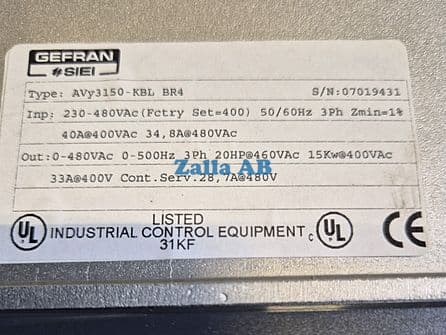 GEFRAN
SIEI
Type: AVy3150-KBL BR4 S/N:07019431
Inp: 230-480VAc(Fctry Set=400) 50/60Hz 3Ph Zmin=1%
40A@400VAc 34,8A@480VAc
Out:0-480VAc 0-500Hz 3Ph 20HP@460VAc 15Kw@400VAc
Zalla AB
33A@400V Cont.Serv.28,7A@480V
LISTED
UL INDUSTRIAL CONTROL EQUIPMENT c UL CE
31KF